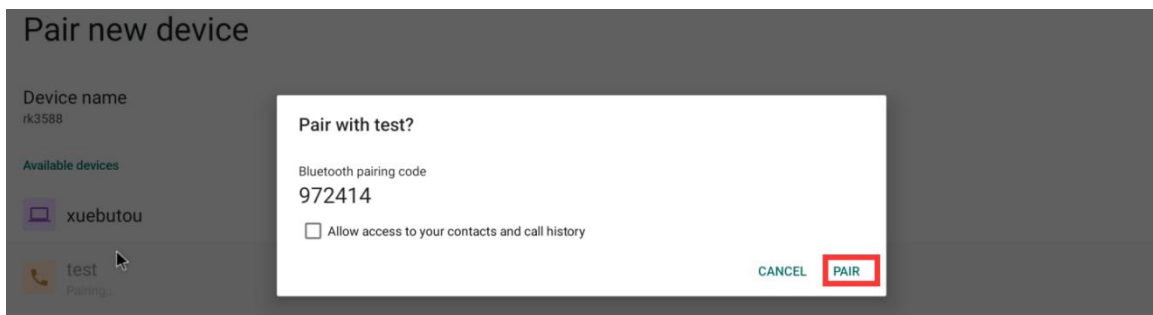 Pair new device
Device name
rk3588
Available devices
xuebutou
test
Pairing...
Pair with test?
Bluetooth pairing code
972414
Allow access to your contacts and call history
CANCEL PAIR